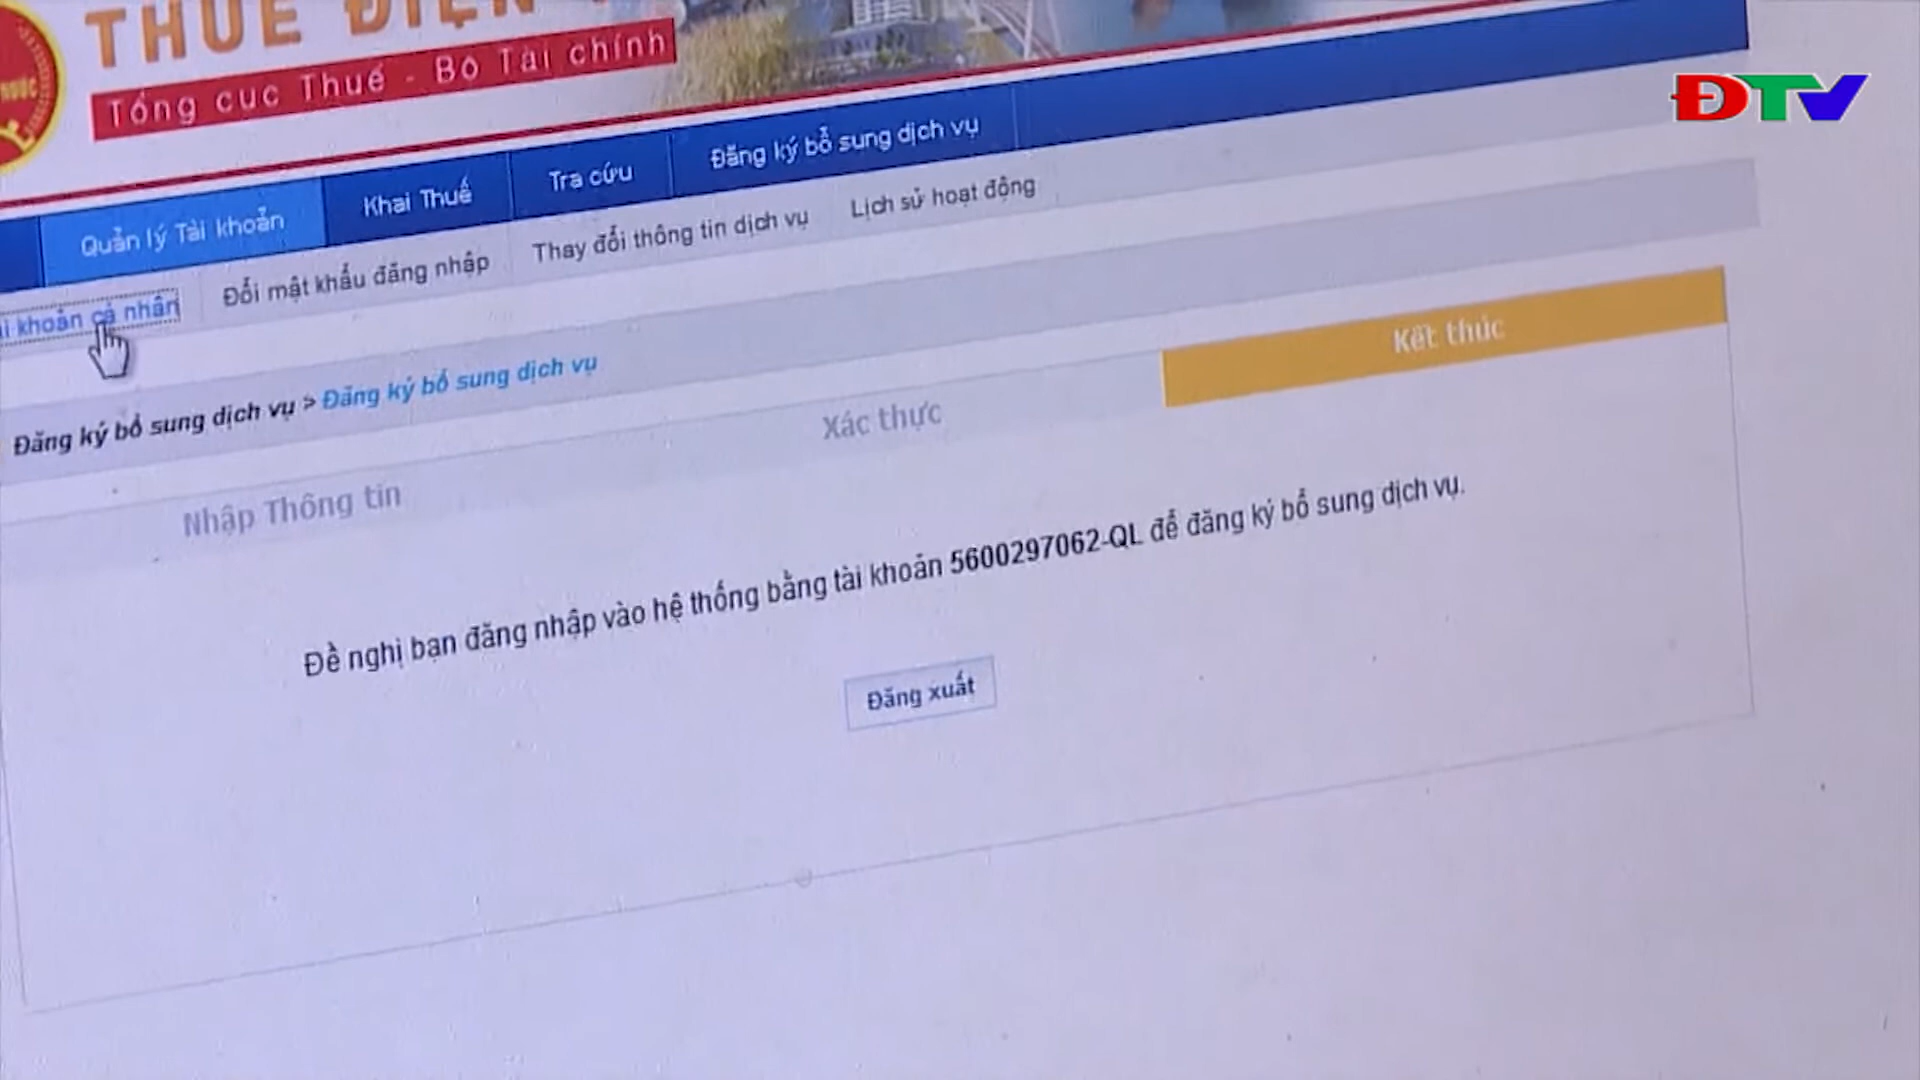 THUẾ ĐIỆN
Tổng cục Thuế - Bộ Tài chính
ĐTV
Quản lý Tài khoản
Khai Thuế
Tra cứu
Đăng ký bổ sung dịch vụ
khoản cá nhân
Đổi mật khẩu đăng nhập
Thay đổi thông tin dịch vụ
Lịch sử hoạt động
Đăng ký bổ sung dịch vụ > Đăng ký bổ sung dịch vụ
Nhập Thông tin
Xác thực
Kết thúc
Đề nghị bạn đăng nhập vào hệ thống bằng tài khoản 5600297062-QL để đăng ký bổ sung dịch vụ.
Đăng xuất